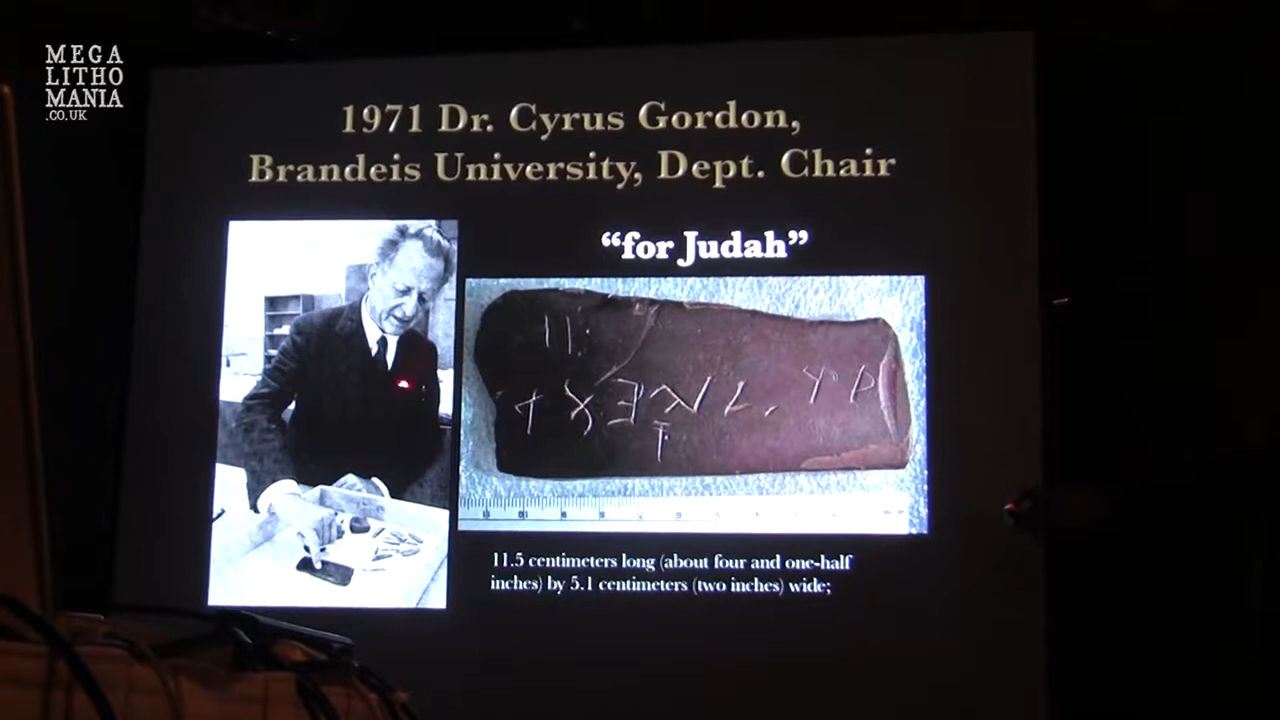 MEGA
LITHO
MANIA
.CO.UK
1971 Dr. Cyrus Gordon,
Brandeis University, Dept. Chair
“for Judah”
11.5 centimeters long (about four and one-half
inches) by 5.1 centimeters (two inches) wide;